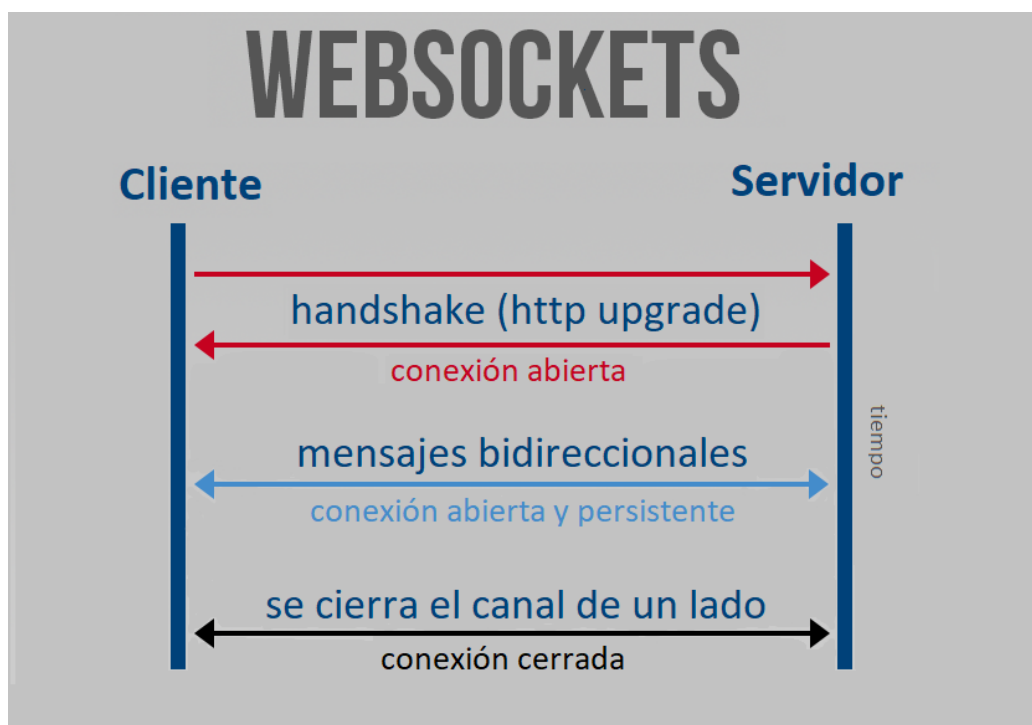 WEBSOCKETS
Cliente
Servidor
handshake (http upgrade)
conexión abierta
tiempo
mensajes bidireccionales
conexión abierta y persistente
se cierra el canal de un lado
conexión cerrada